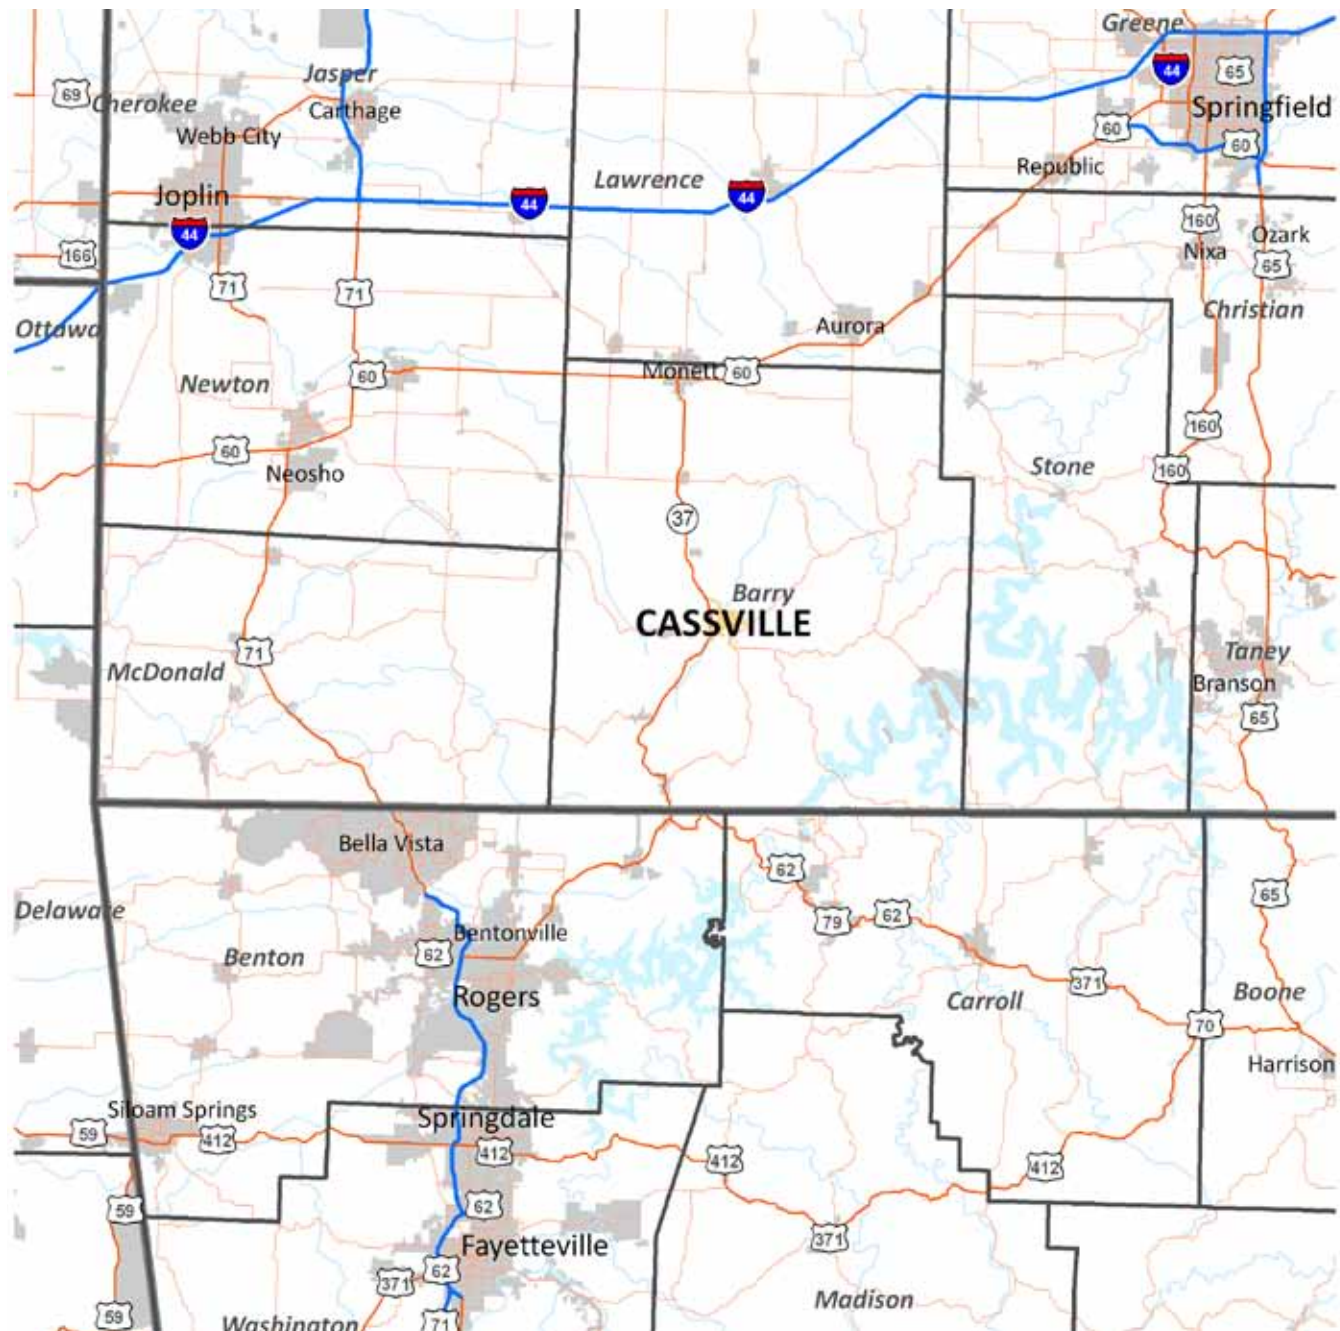 Greene
44
65
Jasper
69
Cherokee
Carthage
Springfield
Webb City
60
60
Republic
Lawrence
Joplin
44
44
44
160
Ozark
166
Nixa
65
71
71
Christian
Ottawa
Aurora
Monett
60
60
Newton
160
60
Neosho
Stone
160
37
Barry
CASSVILLE
71
McDonald
Taney
Branson
65
Bella Vista
62
65
Delaware
79
62
Bentonville
62
Benton
371
Rogers
Carroll
Boone
70
Harrison
Siloam Springs
Springdale
59
412
412
412
412
59
62
371
Fayetteville
62
371
Madison
59
71
Washington